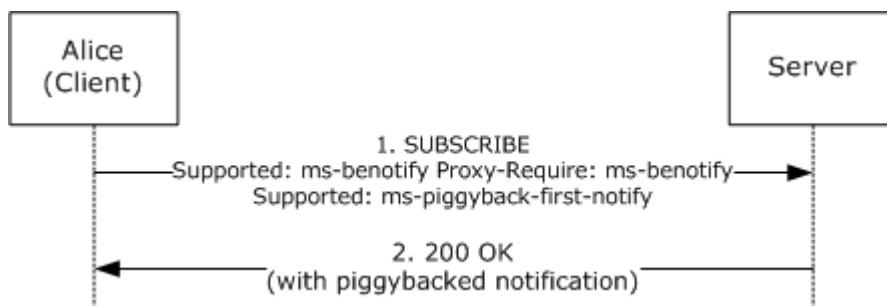 Alice
(Client)
Server
1. SUBSCRIBE
Supported: ms-benotify Proxy-Require: ms-benotify
Supported: ms-piggyback-first-notify
2. 200 OK
(with piggybacked notification)